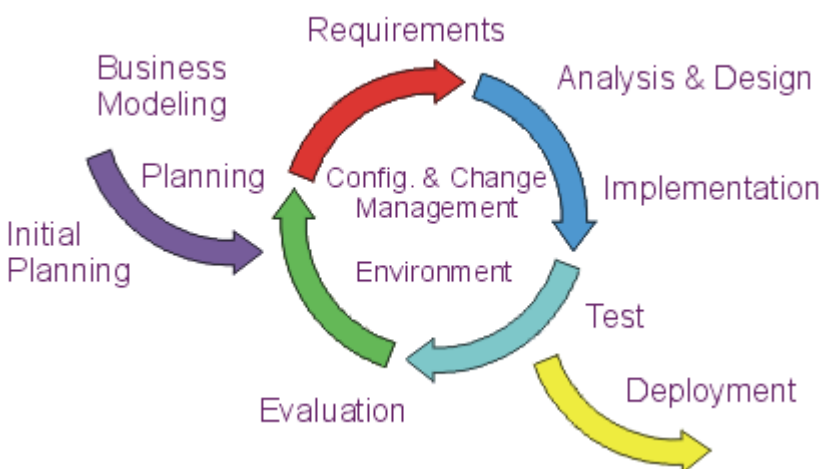 Requirements
Business
Modeling
Analysis & Design
Planning
Config. & Change
Management
Implementation
Initial
Planning
Environment
Test
Deployment
Evaluation